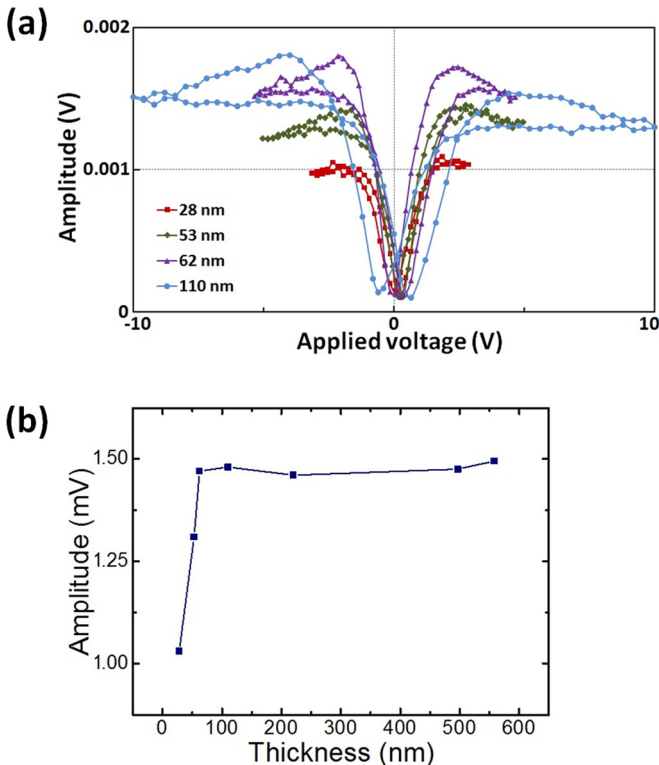 (a)
0.002
0.001
0
Amplitude (V)
28 nm
53 nm
62 nm
110 nm
-10
0
10
Applied voltage (V)
(b)
1.50
1.25
1.00
Amplitude (mV)
0 100 200 300 400 500 600
Thickness (nm)